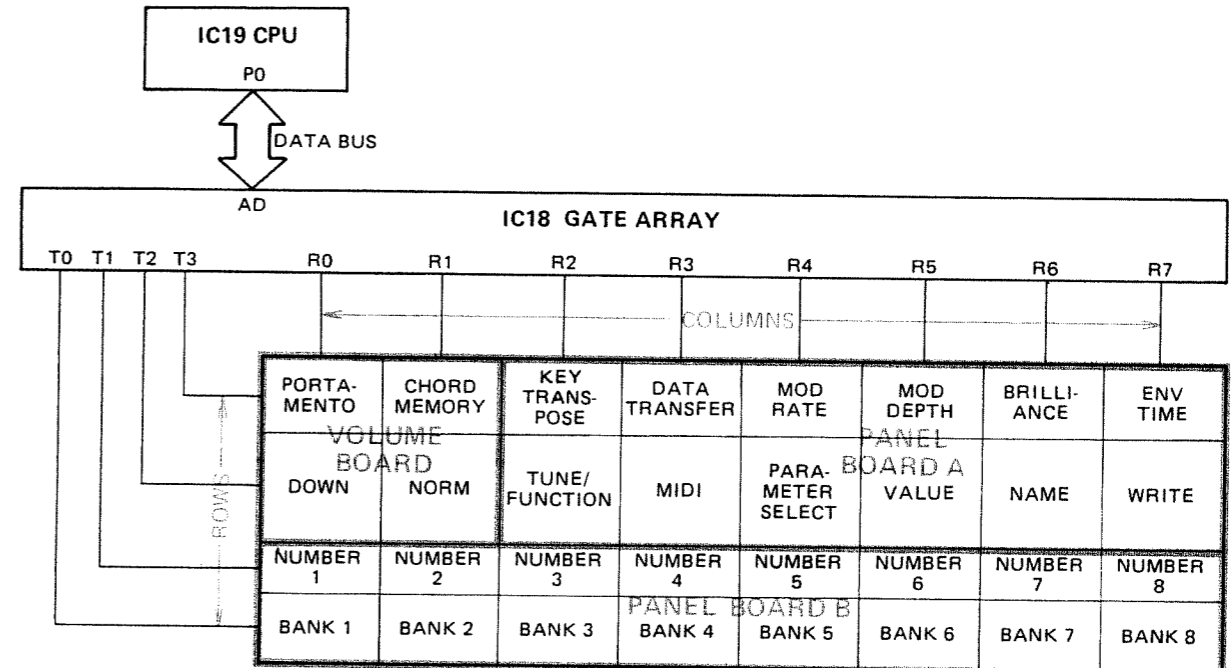 IC19 CPU
P0
DATA BUS
AD
IC18 GATE ARRAY
T0 T1 T2 T3 R0 R1 R2 R3 R4 R5 R6 R7
COLUMNS
ROWS
PORTA-
MENTO
CHORD
MEMORY
KEY
TRANS-
POSE
DATA
TRANSFER
MOD
RATE
MOD
DEPTH
BRILLI-
ANCE
ENV
TIME
VOLUME
BOARD
PANEL
BOARD A
DOWN
NORM
TUNE/
FUNCTION
MIDI
PARA-
METER
SELECT
VALUE
NAME
WRITE
NUMBER
1
NUMBER
2
NUMBER
3
NUMBER
4
NUMBER
5
NUMBER
6
NUMBER
7
NUMBER
8
PANEL BOARD B
BANK 1
BANK 2
BANK 3
BANK 4
BANK 5
BANK 6
BANK 7
BANK 8